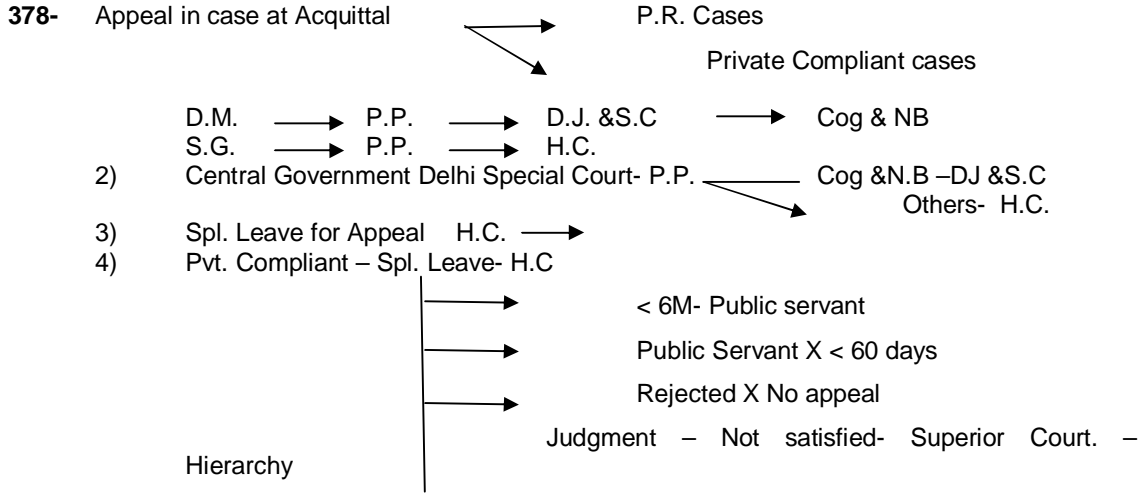 378- Appeal in case at Acquittal P.R. Cases
Private Compliant cases
D.M. P.P. D.J. &S.C Cog & NB
S.G. P.P. H.C.
2) Central Government Delhi Special Court- P.P. Cog &N.B –DJ &S.C
Others- H.C.
3) Spl. Leave for Appeal H.C.
4) Pvt. Compliant – Spl. Leave- H.C
< 6M- Public servant
Public Servant X < 60 days
Rejected X No appeal
Judgment – Not satisfied- Superior Court. –
Hierarchy